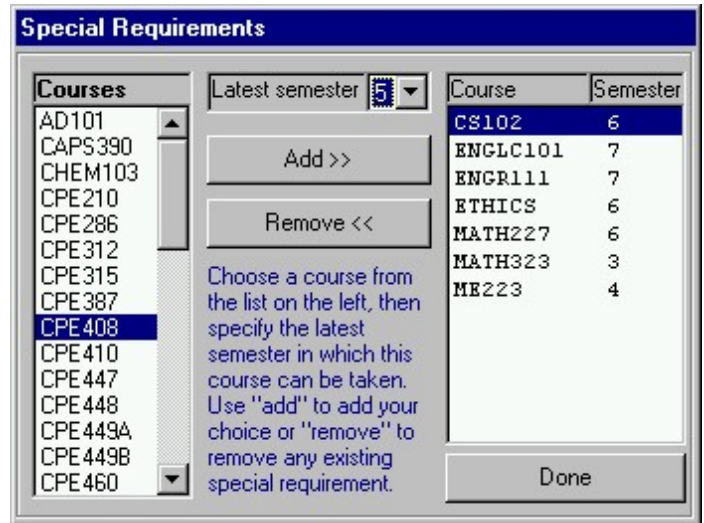 Special Requirements
Courses
AD101
CAPS390
CHEM103
CPE210
CPE286
CPE312
CPE315
CPE387
CPE408
CPE410
CPE447
CPE448
CPE449A
CPE449B
CPE460
Latest semester 5
Add >>
Remove <<
Choose a course from
the list on the left, then
specify the latest
semester in which this
course can be taken.
Use "add" to add your
choice or "remove" to
remove any existing
special requirement.
Course Semester
CS102 6
ENGLC101 7
ENGR111 7
ETHICS 6
MATH227 6
MATH323 3
ME223 4
Done